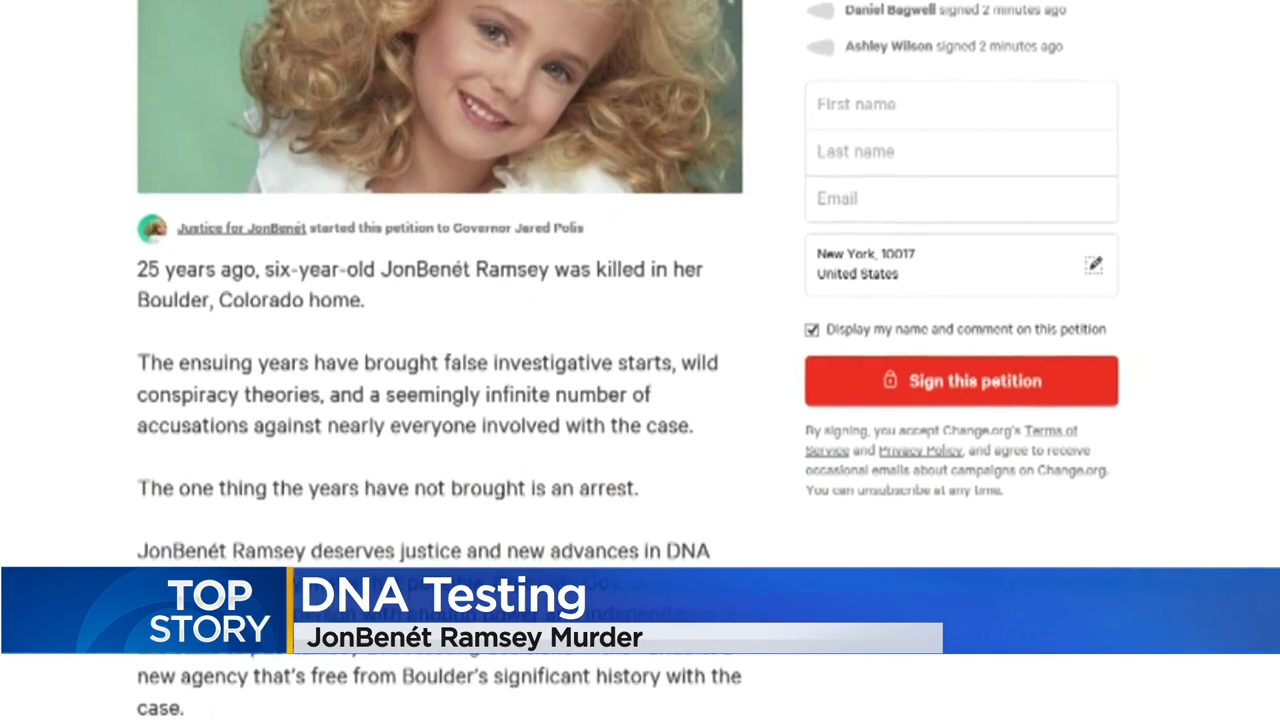 Daniel Bagwell signed 2 minutes ago
Ashley Wilson signed 2 minutes ago
First name
Last name
Email
New York, 10017
United States
Display my name and comment on this petition
Sign this petition
By signing, you accept Change.org's Terms of
Service and Privacy Policy, and agree to receive
occasional emails about campaigns on Change.org.
You can unsubscribe at any time.
Justice for JonBenét started this petition to Governor Jared Polis
25 years ago, six-year-old JonBenét Ramsey was killed in her
Boulder, Colorado home.
The ensuing years have brought false investigative starts, wild
conspiracy theories, and a seemingly infinite number of
accusations against nearly everyone involved with the case.
The one thing the years have not brought is an arrest.
JonBenét Ramsey deserves justice and new advances in DNA
new agency that's free from Boulder's significant history with the
case.
TOP
STORY
DNA Testing
JonBenét Ramsey Murder